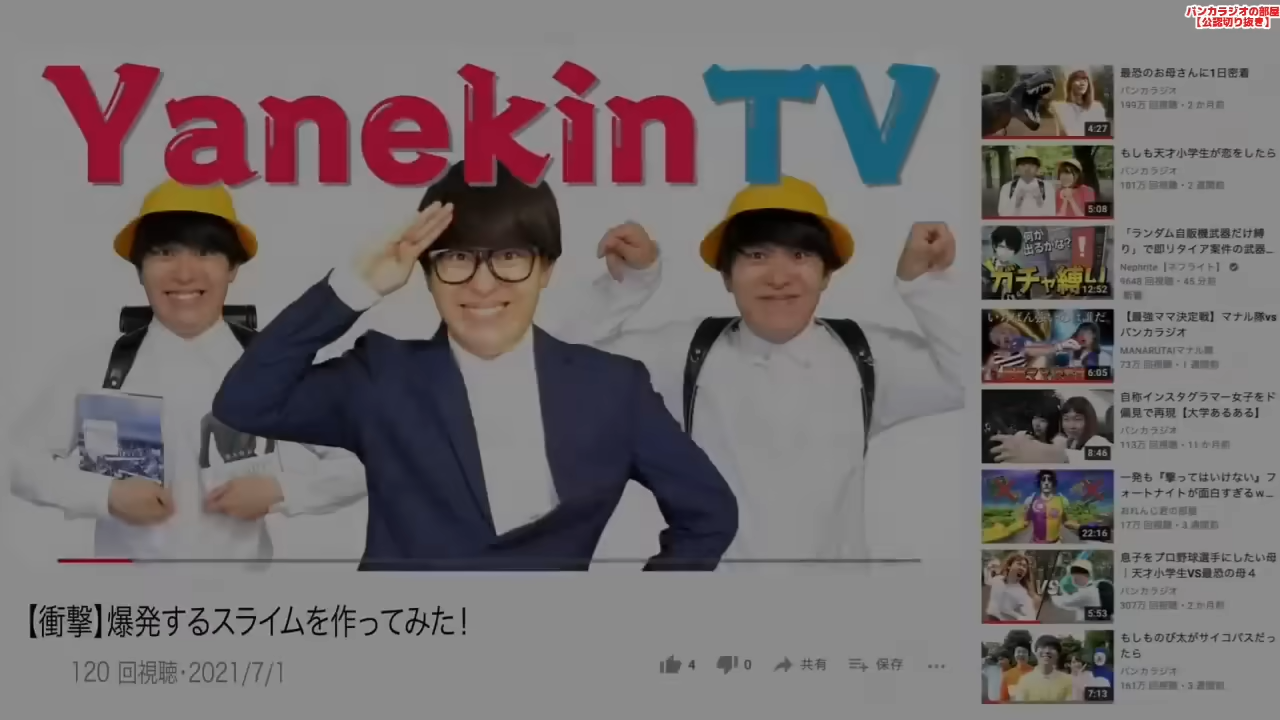 バンカラジオの部屋
【公認切り抜き】
YanekinTV
【衝撃】爆発するスライムを作ってみた!
120 回視聴・2021/7/1
4
0
共有
保存
最恐のお母さんに1日密着
バンカラジオ
199万 回視聴・2 か月前
4:27
もしも天才小学生が恋をしたら
バンカラジオ
181万 回視聴・2 週間前
5:08
何が
出るかな?
ガチャ縛り
12:52
「ランダム自販機武器だけ縛
り」で即リタイア案件の武器...
Nephrite【ネフライト】
9648 回視聴・45 分前
新着
6:05
【最強ママ決定戦】マナル隊vs
バンカラジオ
MANARUTAIマナル隊
73万 回視聴・1 週間前
8:46
自称インスタグラマー女子をド
偏見で再現【大学あるある】
バンカラジオ
113万 回視聴・11 か月前
22:16
一発も『撃ってはいけない』フ
ォートナイトが面白すぎるw...
おれんじ君の部屋
17万 回視聴・3 週間前
VS
5:53
息子をプロ野球選手にしたい母
|天才小学生VS最恐の母４
バンカラジオ
307万 回視聴・2 か月前
7:13
もしものび太がサイコパスだっ
たら
バンカラジオ
161万 回視聴・3 週間前